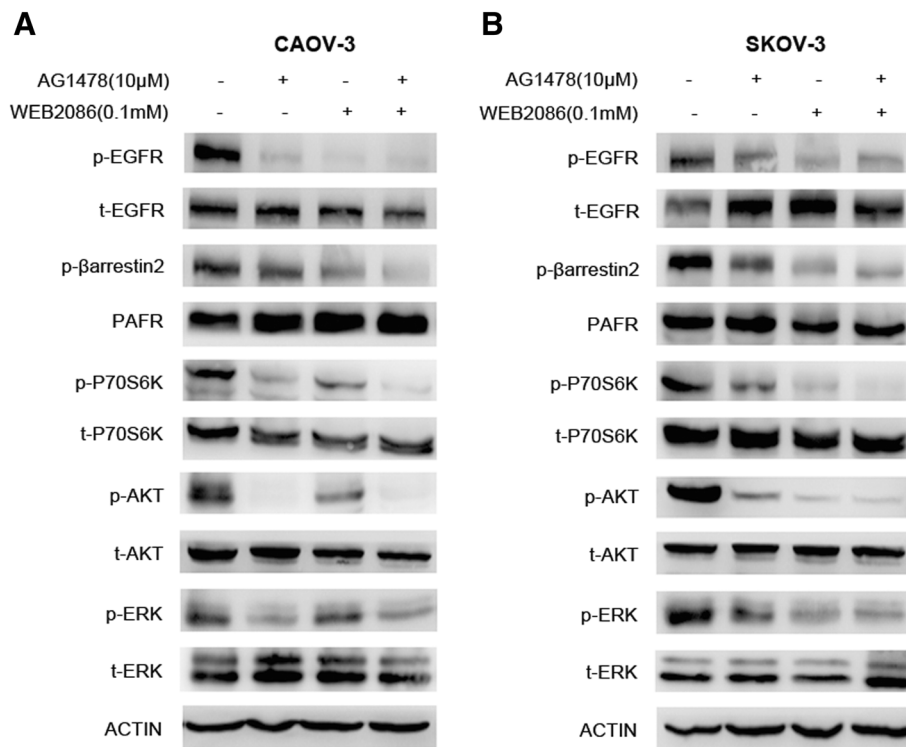 A
CAOV-3
AG1478(10μM) - + - +
WEB2086(0.1mM) - - + +
p-EGFR
t-EGFR
p-βarrestin2
PAFR
p-P70S6K
t-P70S6K
p-AKT
t-AKT
p-ERK
t-ERK
ACTIN
B
SKOV-3
AG1478(10μM) - + - +
WEB2086(0.1mM) - - + +
p-EGFR
t-EGFR
p-βarrestin2
PAFR
p-P70S6K
t-P70S6K
p-AKT
t-AKT
p-ERK
t-ERK
ACTIN